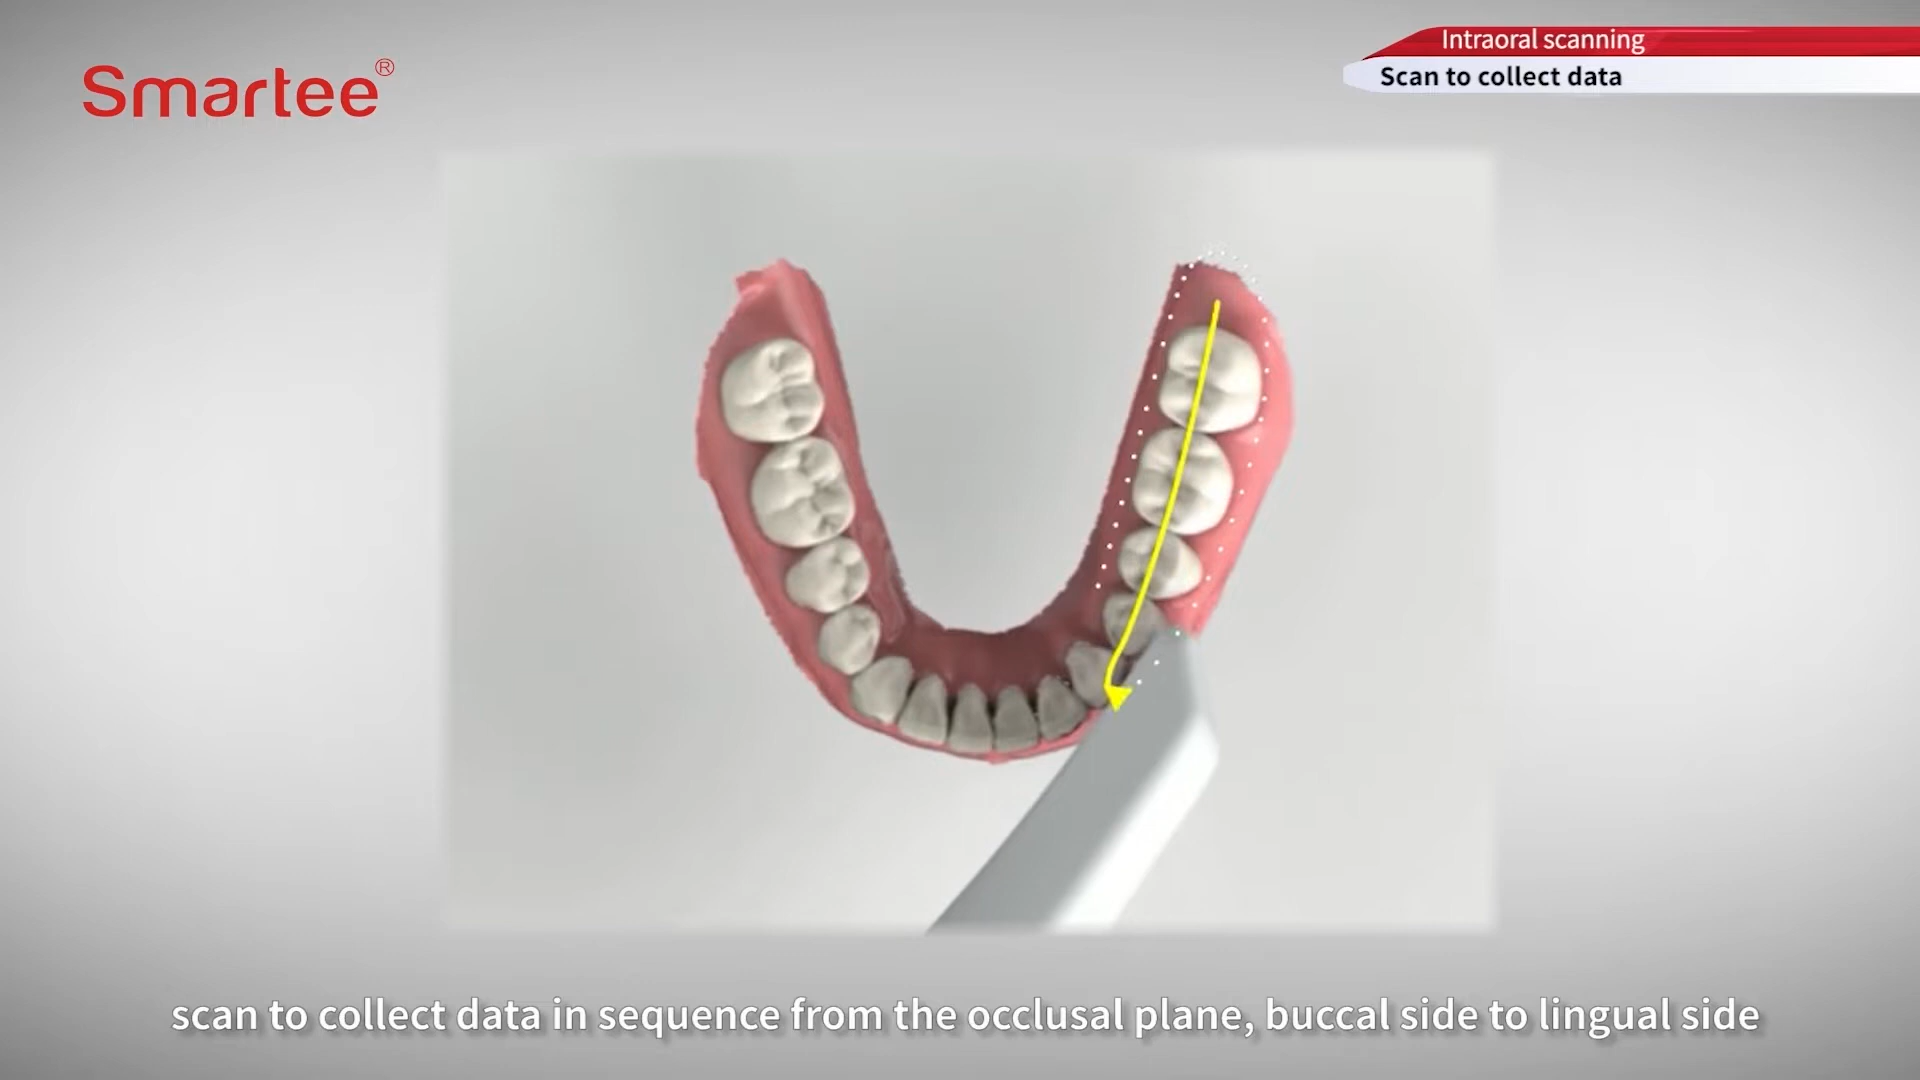 Smartee®
Intraoral scanning
Scan to collect data
scan to collect data in sequence from the occlusal plane, buccal side to lingual side